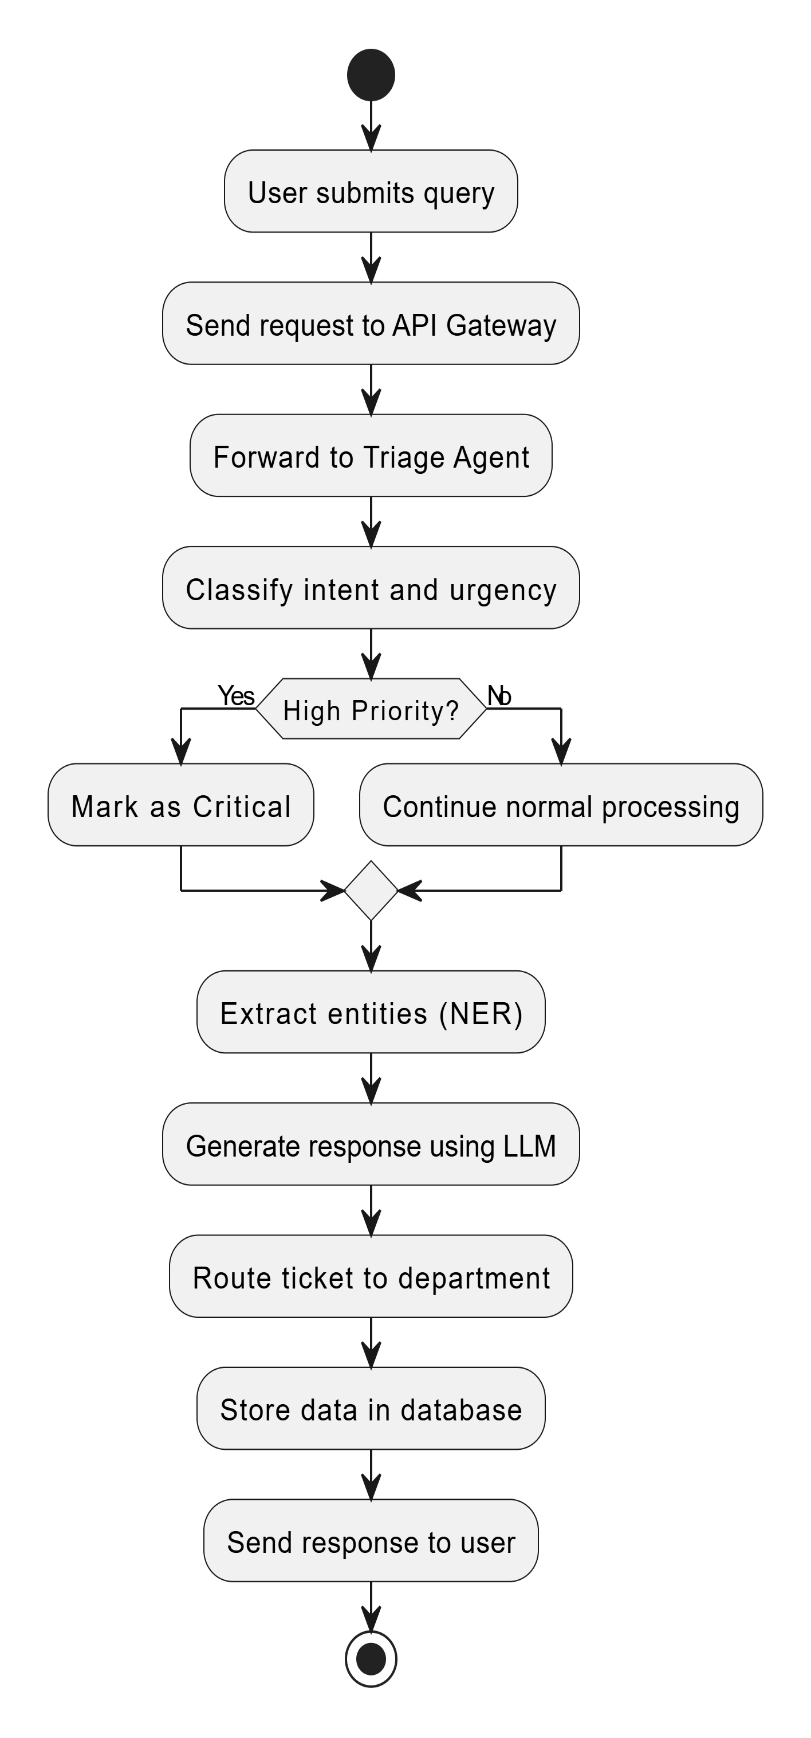 User submits query
Send request to API Gateway
Forward to Triage Agent
Classify intent and urgency
Yes
High Priority?
No
Mark as Critical
Continue normal processing
Extract entities (NER)
Generate response using LLM
Route ticket to department
Store data in database
Send response to user